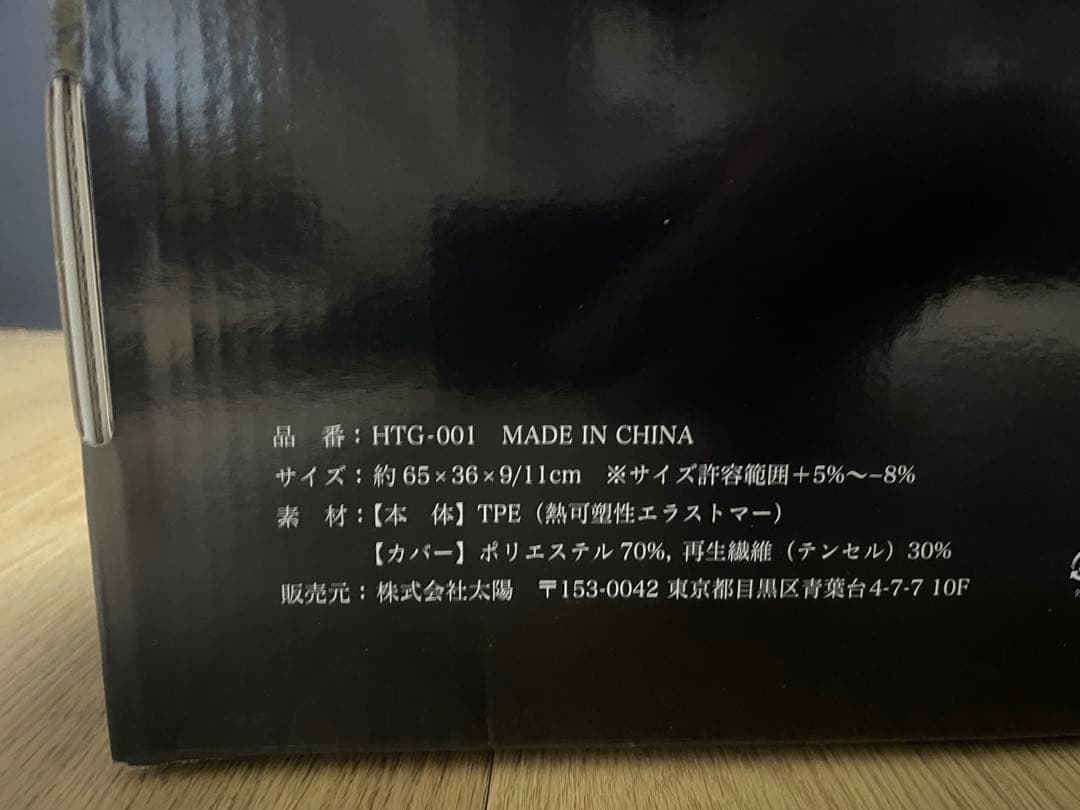 品　番：HTG-001　MADE IN CHINA
サイズ：約65×36×9/11cm　※サイズ許容範囲＋5%〜−8%
素　材：【本　体】TPE（熱可塑性エラストマー）
【カバー】ポリエステル70%, 再生繊維（テンセル）30%
販売元：株式会社太陽　〒153-0042 東京都目黒区青葉台4-7-7 10F